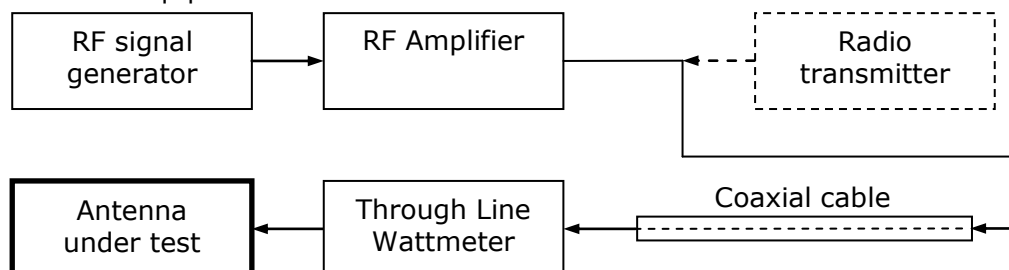 RF signal
generator
RF Amplifier
Radio
transmitter
Antenna
under test
Through Line
Wattmeter
Coaxial cable